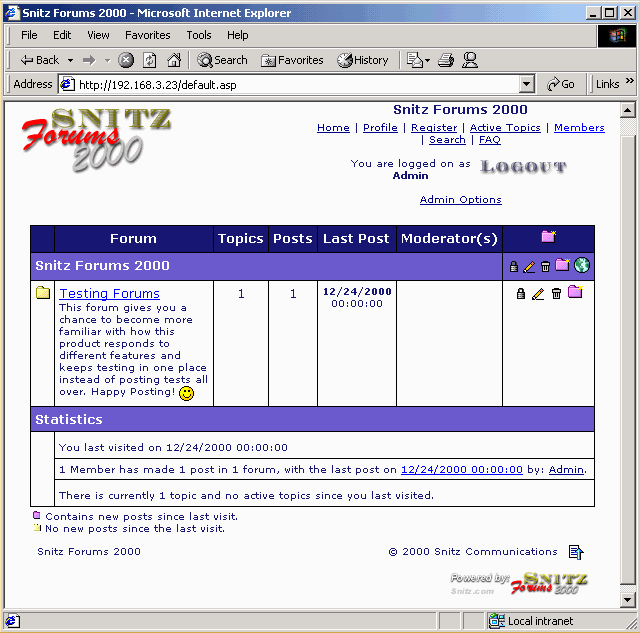 Snitz Forums 2000 - Microsoft Internet Explorer
File Edit View Favorites Tools Help
Back Search Favorites History
Address http://192.168.3.23/default.asp Go Links »
SNITZ
Forums
2000
Snitz Forums 2000
Home | Profile | Register | Active Topics | Members
| Search | FAQ
You are logged on as
Admin
LOGOUT
Admin Options
Forum Topics Posts Last Post Moderator(s)
Snitz Forums 2000
Testing Forums 1 1 12/24/2000
00:00:00
This forum gives you a
chance to become more
familiar with how this
product responds to
different features and
keeps testing in one place
instead of posting tests all
over. Happy Posting!
Statistics
You last visited on 12/24/2000 00:00:00
1 Member has made 1 post in 1 forum, with the last post on 12/24/2000 00:00:00 by: Admin.
There is currently 1 topic and no active topics since you last visited.
Contains new posts since last visit.
No new posts since the last visit.
Snitz Forums 2000 © 2000 Snitz Communications
Powered by: SNITZ
Snitz.com Forums 2000
Local intranet